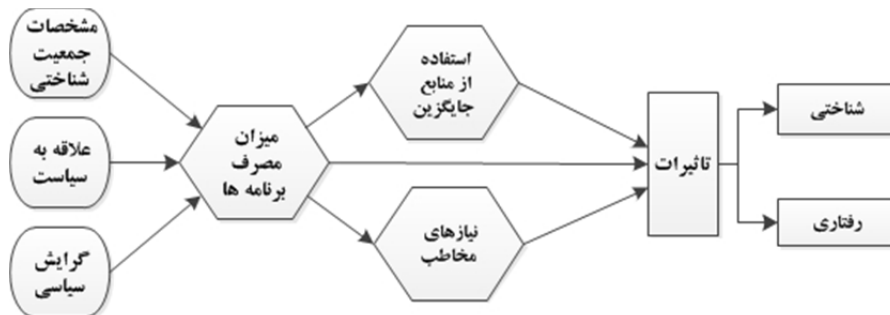 مشخصات
جمعیت
شناختی
علاقه به
سیاست
گرایش
سیاسی
میزان
مصرف
برنامه ها
استفاده
از منابع
جایگزین
نیازهای
مخاطب
تاثیرات
شناختی
رفتاری